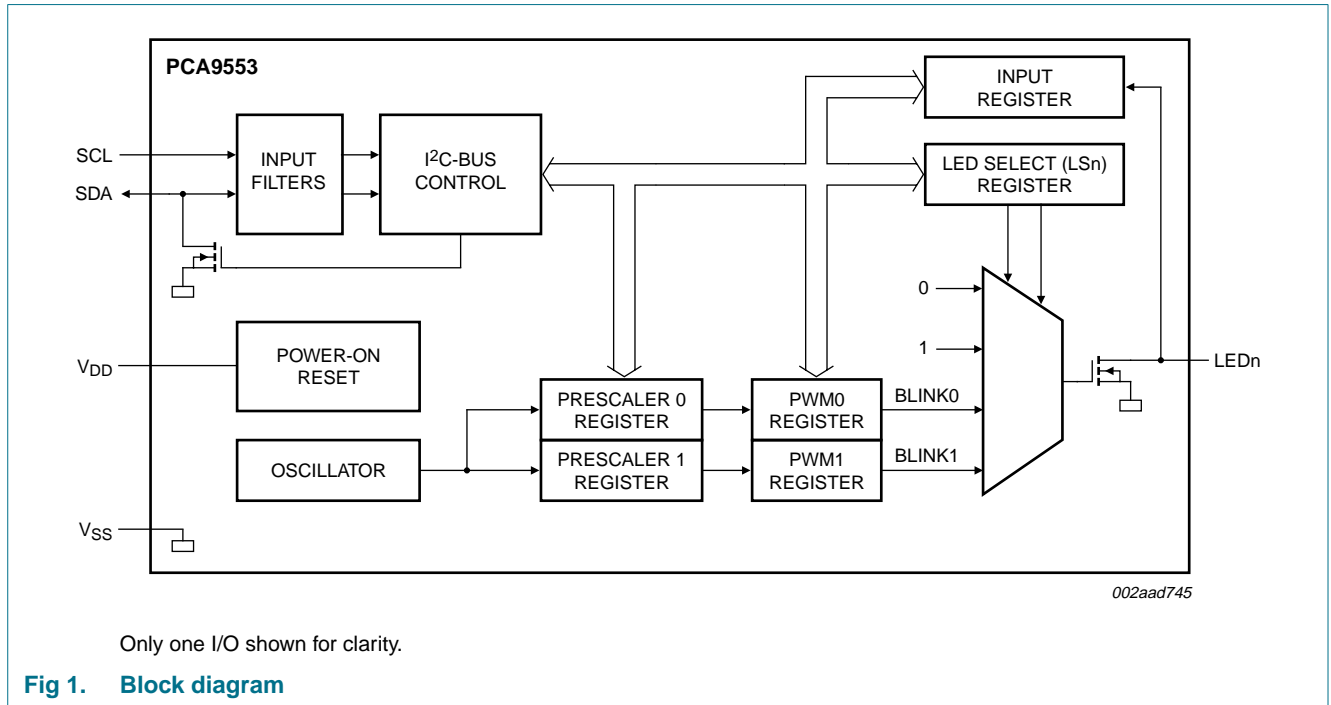 PCA9553
SCL
SDA
INPUT
FILTERS
I²C-BUS
CONTROL
INPUT
REGISTER
LED SELECT (LSn)
REGISTER
0
1
VDD
POWER-ON
RESET
OSCILLATOR
PRESCALER 0
REGISTER
PRESCALER 1
REGISTER
PWM0
REGISTER
PWM1
REGISTER
BLINK0
BLINK1
LEDn
VSS
002aad745
Only one I/O shown for clarity.
Fig 1. Block diagram